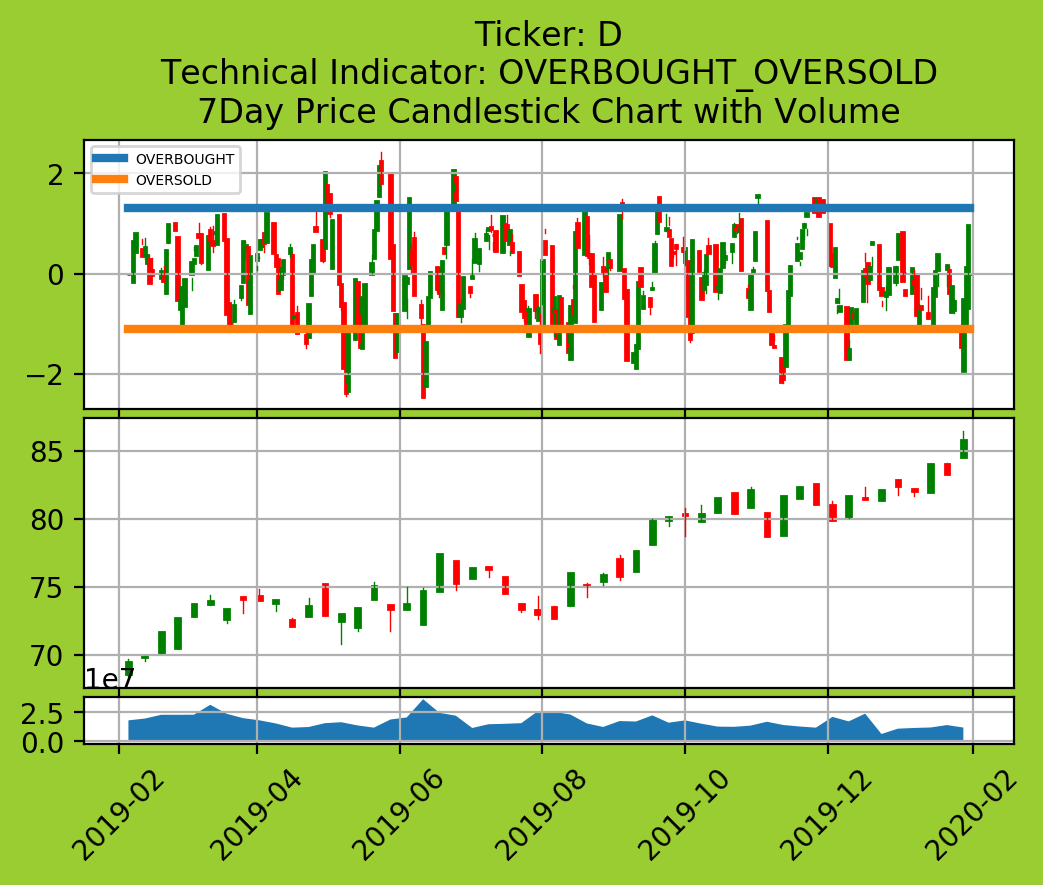 Ticker: D
Technical Indicator: OVERBOUGHT_OVERSOLD
7Day Price Candlestick Chart with Volume
OVERBOUGHT
OVERSOLD
2
0
−2
85
80
75
70
1e7
2.5
0.0
2019-02
2019-04
2019-06
2019-08
2019-10
2019-12
2020-02